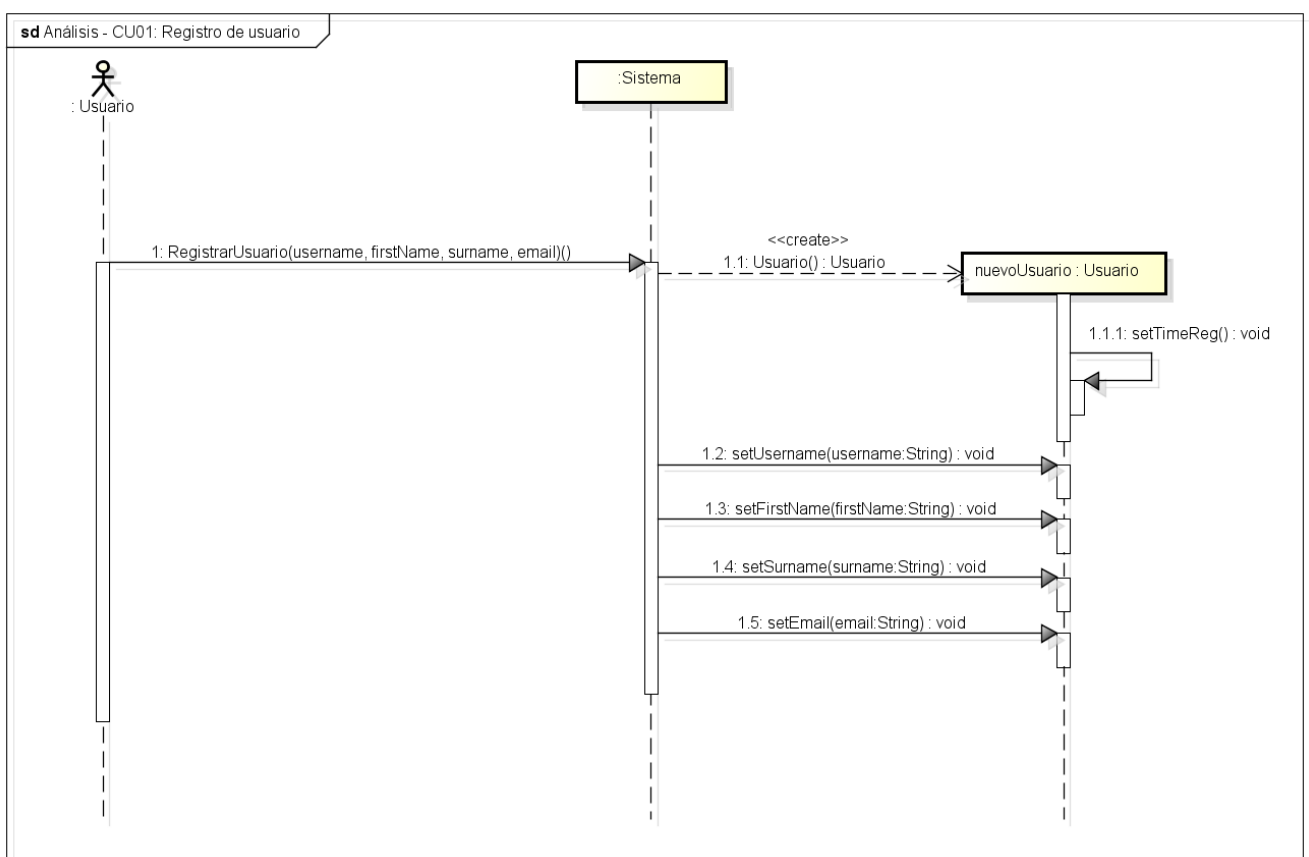 sd Análisis - CU01: Registro de usuario
: Usuario
:Sistema
1: RegistrarUsuario(username, firstName, surname, email)()
<<create>>
1.1: Usuario() : Usuario
nuevoUsuario : Usuario
1.1.1: setTimeReg() : void
1.2: setUsername(username:String) : void
1.3: setFirstName(firstName:String) : void
1.4: setSurname(surname:String) : void
1.5: setEmail(email:String) : void